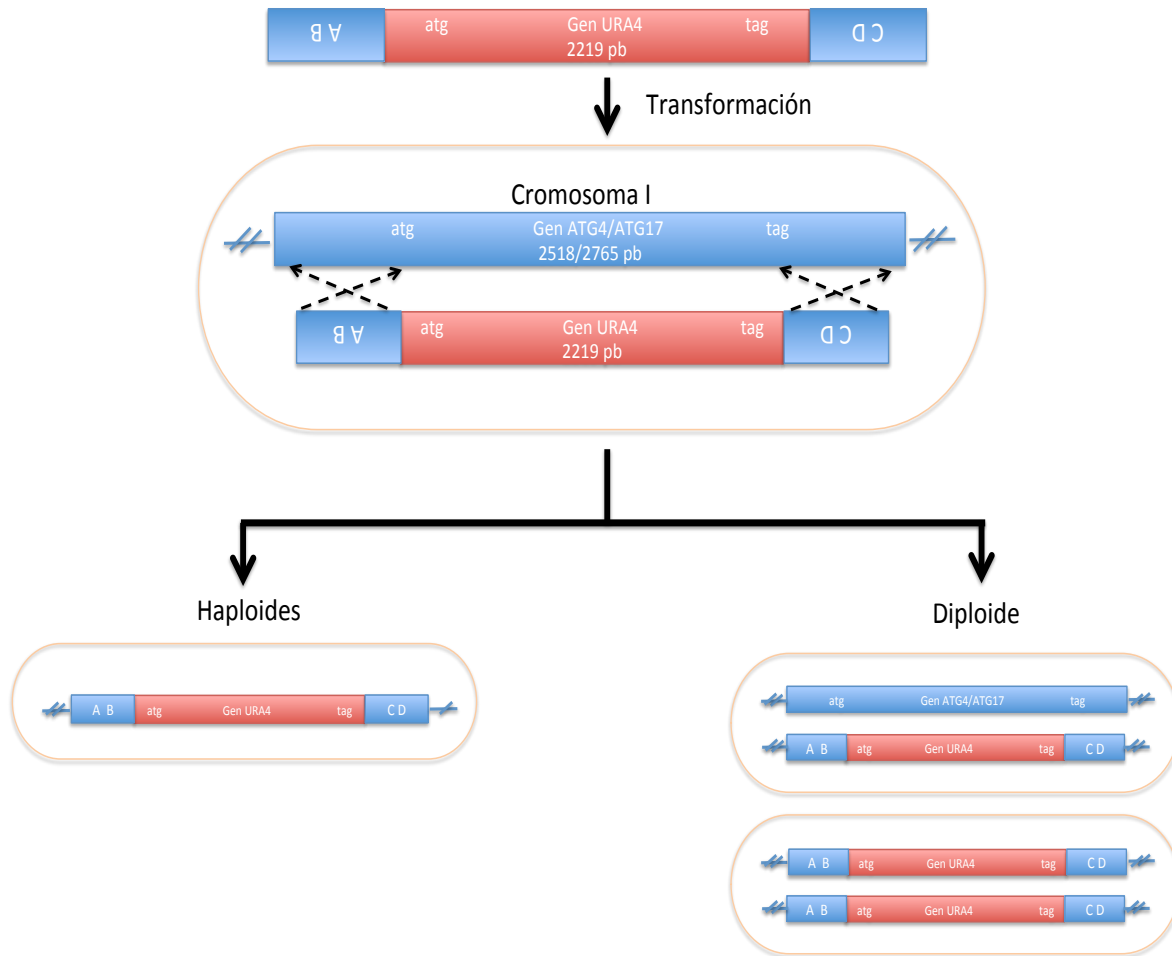 A B atg Gen URA4 tag C D
2219 pb
Transformación
Cromosoma I
atg Gen ATG4/ATG17 tag
2518/2765 pb
A B atg Gen URA4 tag C D
2219 pb
Haploides
Diploide
A B atg Gen URA4 tag C D
atg Gen ATG4/ATG17 tag
A B atg Gen URA4 tag C D
A B atg Gen URA4 tag C D
A B atg Gen URA4 tag C D